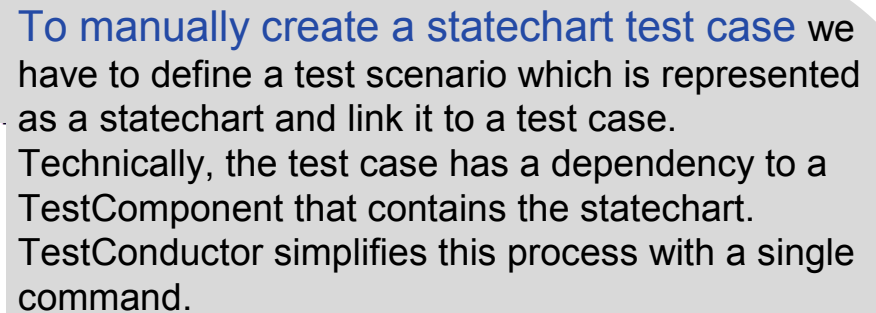 To manually create a statechart test case we
have to define a test scenario which is represented
as a statechart and link it to a test case.
Technically, the test case has a dependency to a
TestComponent that contains the statechart.
TestConductor simplifies this process with a single
command.